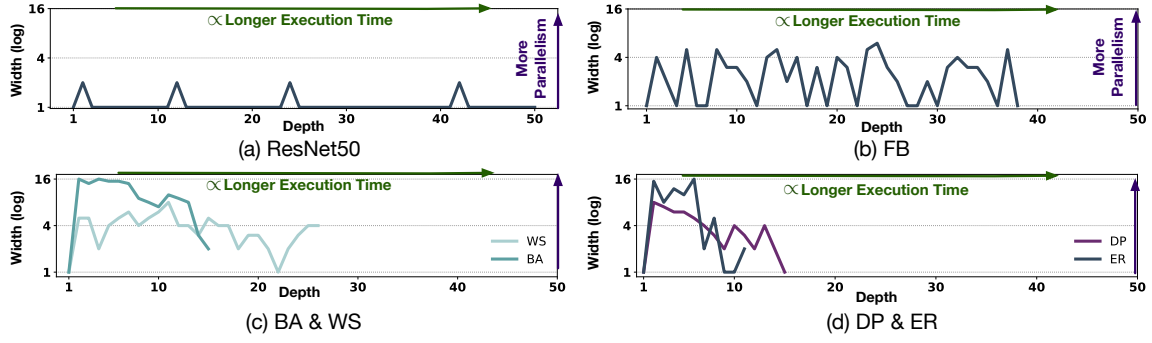 16
∝ Longer Execution Time
Width (log)
4
1
More
Parallelism
1
10
20
30
40
50
Depth
(a) ResNet50
16
∝ Longer Execution Time
Width (log)
4
1
More
Parallelism
1
10
20
30
40
50
Depth
(b) FB
16
∝ Longer Execution Time
Width (log)
4
1
WS
BA
1
10
20
30
40
50
Depth
(c) BA & WS
16
∝ Longer Execution Time
Width (log)
4
1
DP
ER
1
10
20
30
40
50
Depth
(d) DP & ER